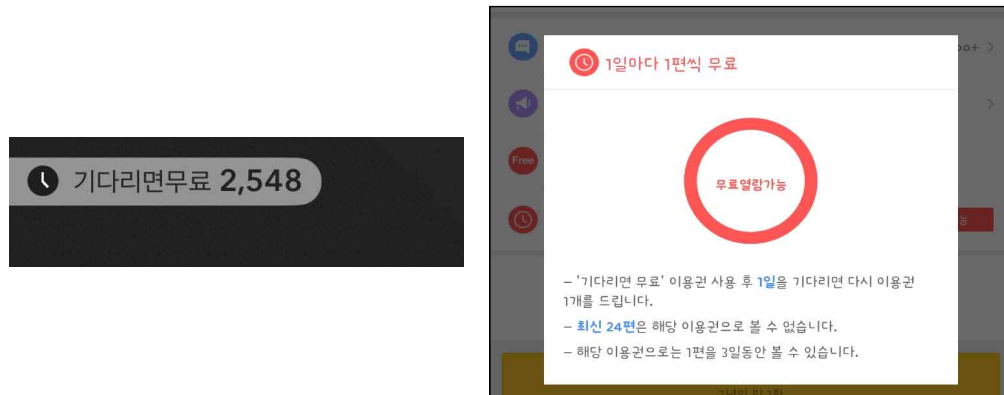 기다리면무료 2,548
00+ >
1일마다 1편씩 무료
>
Free
무료열람가능
능
– '기다리면 무료' 이용권 사용 후 1일을 기다리면 다시 이용권
1개를 드립니다.
– 최신 24편은 해당 이용권으로 볼 수 없습니다.
– 해당 이용권으로는 1편을 3일동안 볼 수 있습니다.